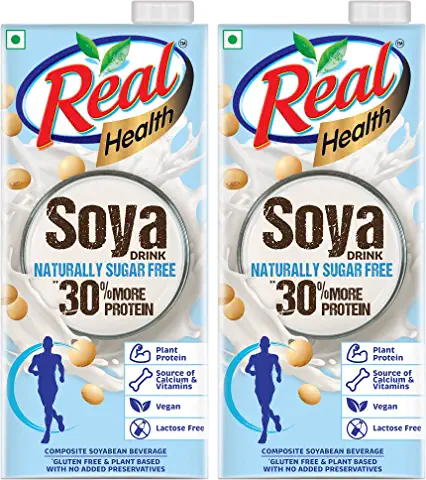 Real
™
Health
Soya
DRINK
NATURALLY SUGAR FREE
**30%MORE
PROTEIN
Plant
Protein
Source of
Calcium &
Vitamins
Vegan
Lactose Free
COMPOSITE SOYABEAN BEVERAGE
*GLUTEN FREE & PLANT BASED
WITH NO ADDED PRESERVATIVES
Real
™
Health
Soya
DRINK
NATURALLY SUGAR FREE
**30%MORE
PROTEIN
Plant
Protein
Source of
Calcium &
Vitamins
Vegan
Lactose Free
COMPOSITE SOYABEAN BEVERAGE
*GLUTEN FREE & PLANT BASED
WITH NO ADDED PRESERVATIVES